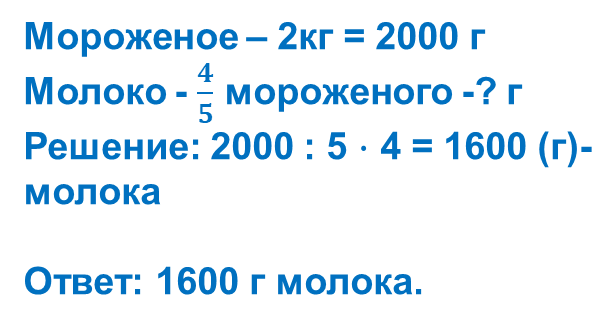 Мороженое – 2кг = 2000 г
Молоко - 4/5 мороженого -? г
Решение: 2000 : 5 · 4 = 1600 (г)-
молока
Ответ: 1600 г молока.